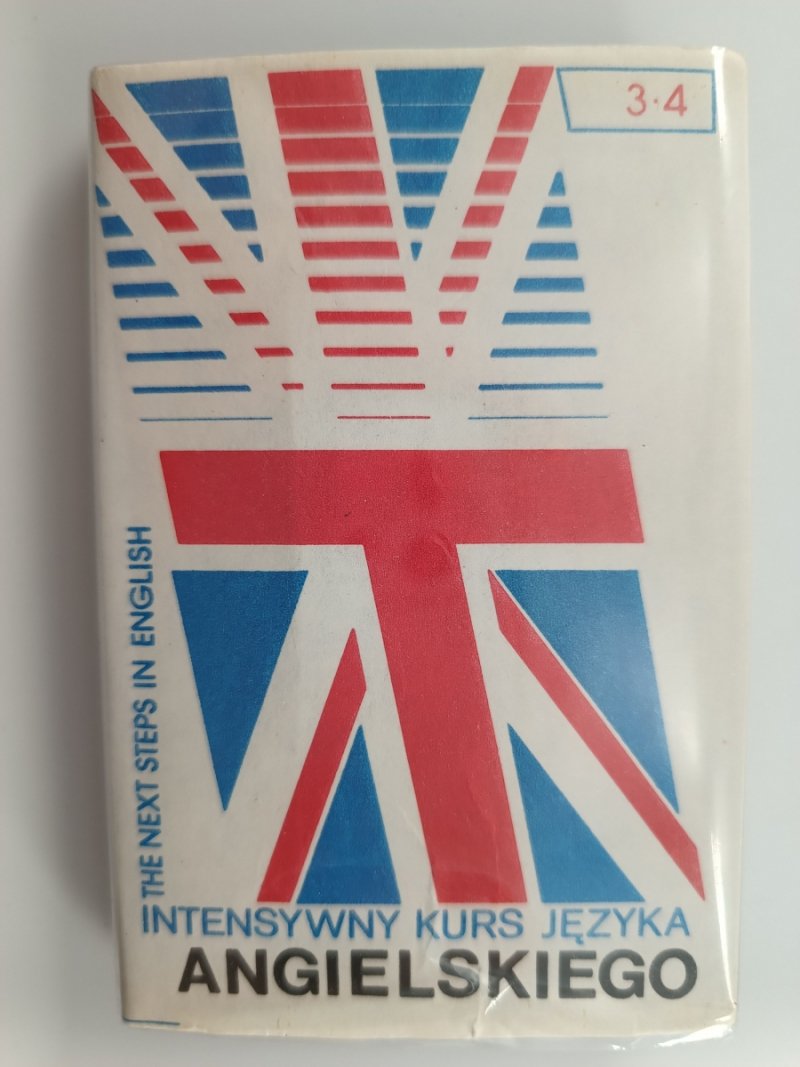 3·4
THE NEXT STEPS IN ENGLISH
INTENSYWNY KURS JĘZYKA
ANGIELSKIEGO